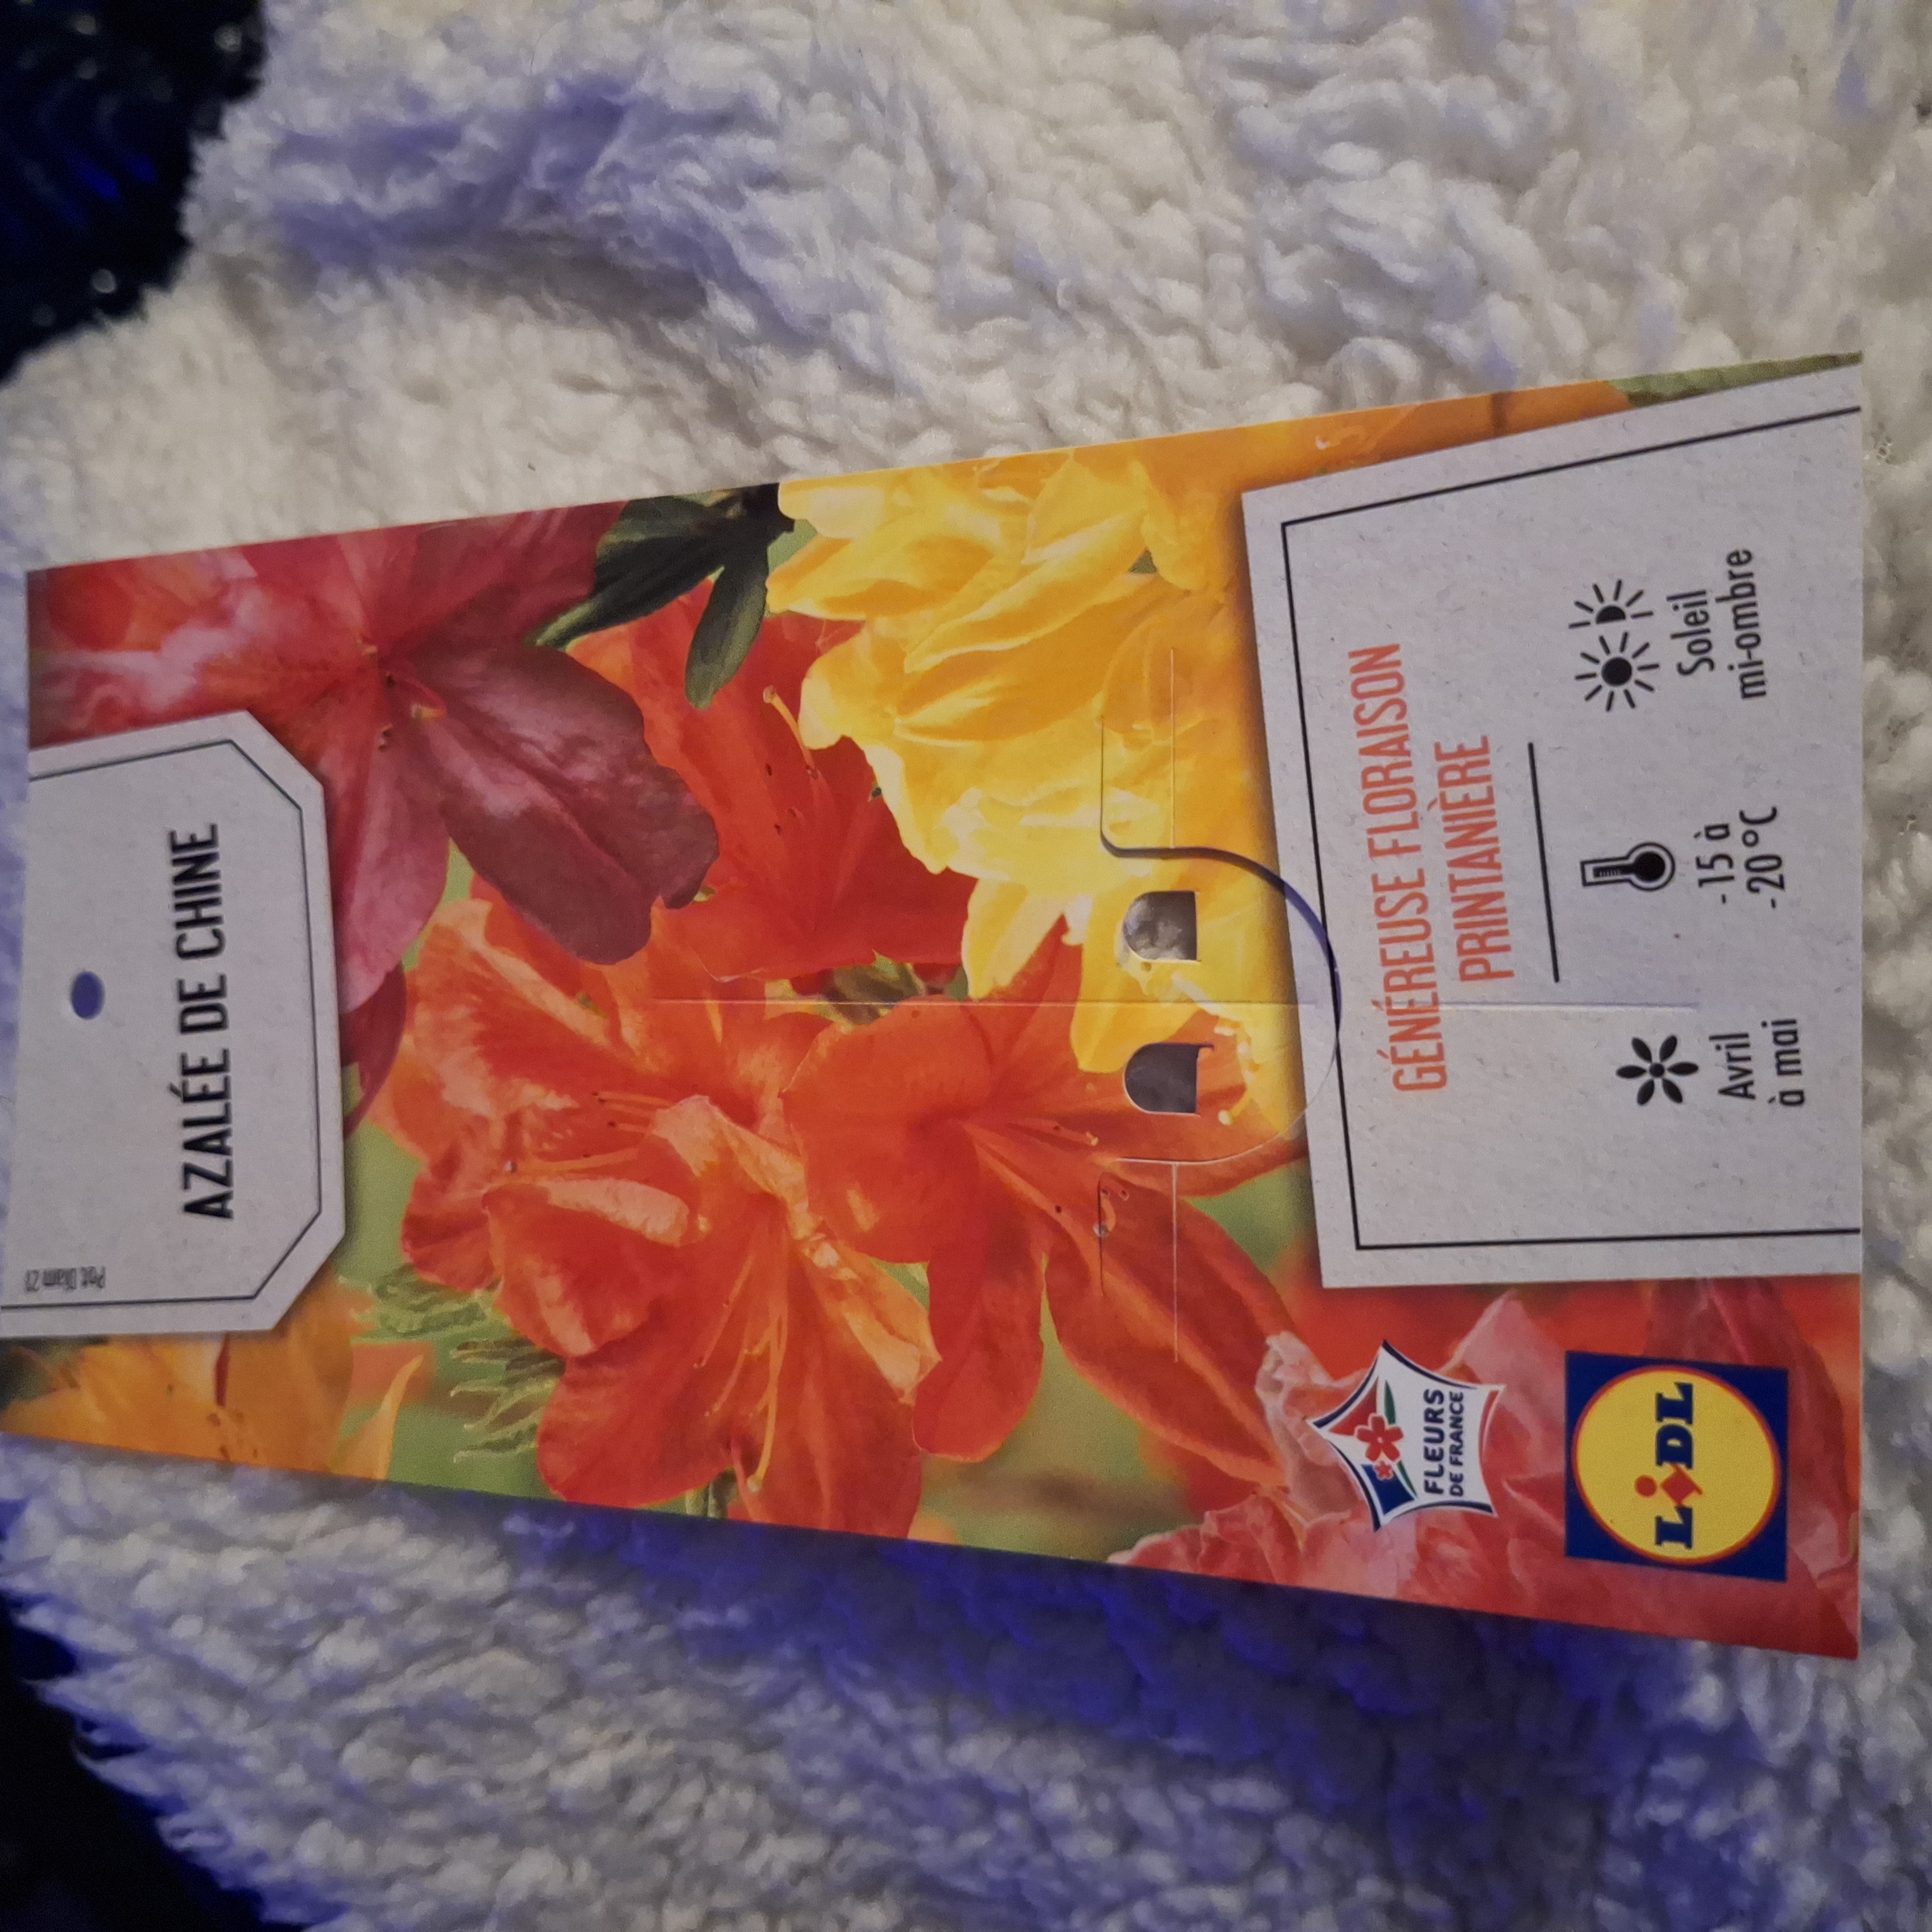 AZALÉE DE CHINE
GÉNÉREUSE FLORAISON
PRINTANIÈRE
Avril
à mai
-15 à
-20°C
Soleil
mi-ombre
FLEURS
DE FRANCE
LIDL